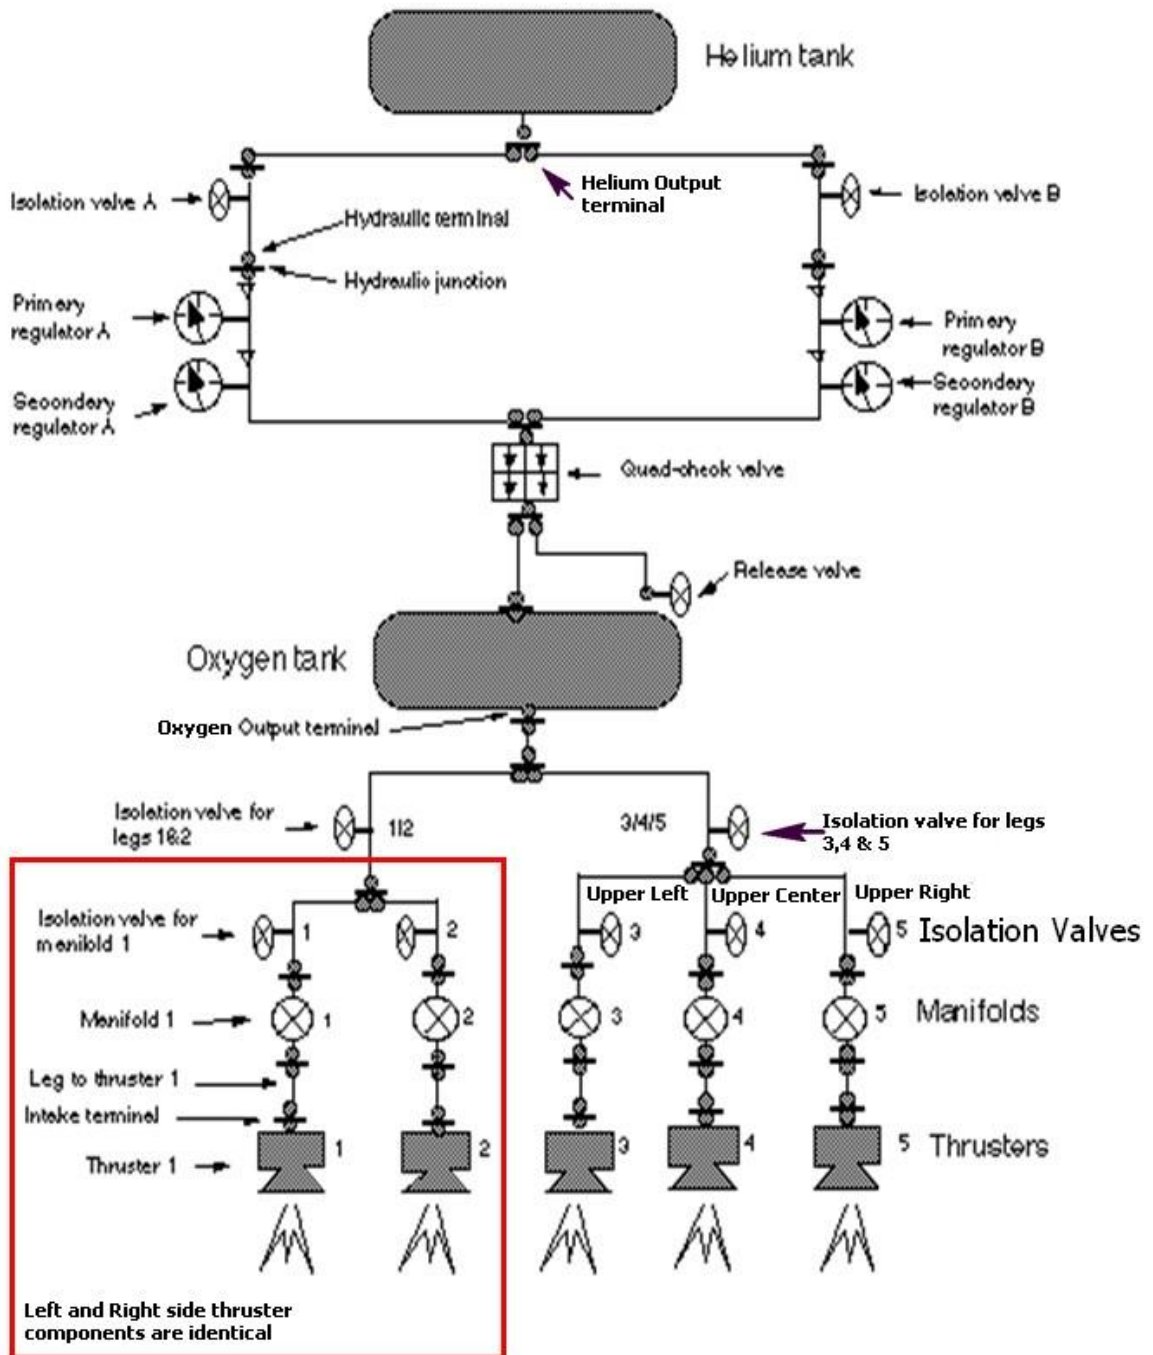 Helium tank
Helium Output
terminal
Isolation valve A
Isolation valve B
Hydraulic terminal
Hydraulic junction
Primary
regulator A
Primary
regulator B
Secondary
regulator A
Secondary
regulator B
Quad-check valve
Release valve
Oxygen tank
Oxygen Output terminal
Isolation valve for
legs 1&2
1|2
3/4/5
Isolation valve for legs
3,4 & 5
Upper Left
Upper Center
Upper Right
Isolation valve for
manifold 1
1
2
3
4
5
Isolation Valves
Manifold 1
1
2
3
4
5
Manifolds
Leg to thruster 1
Intake terminal
Thruster 1
1
2
3
4
5
Thrusters
Left and Right side thruster
components are identical